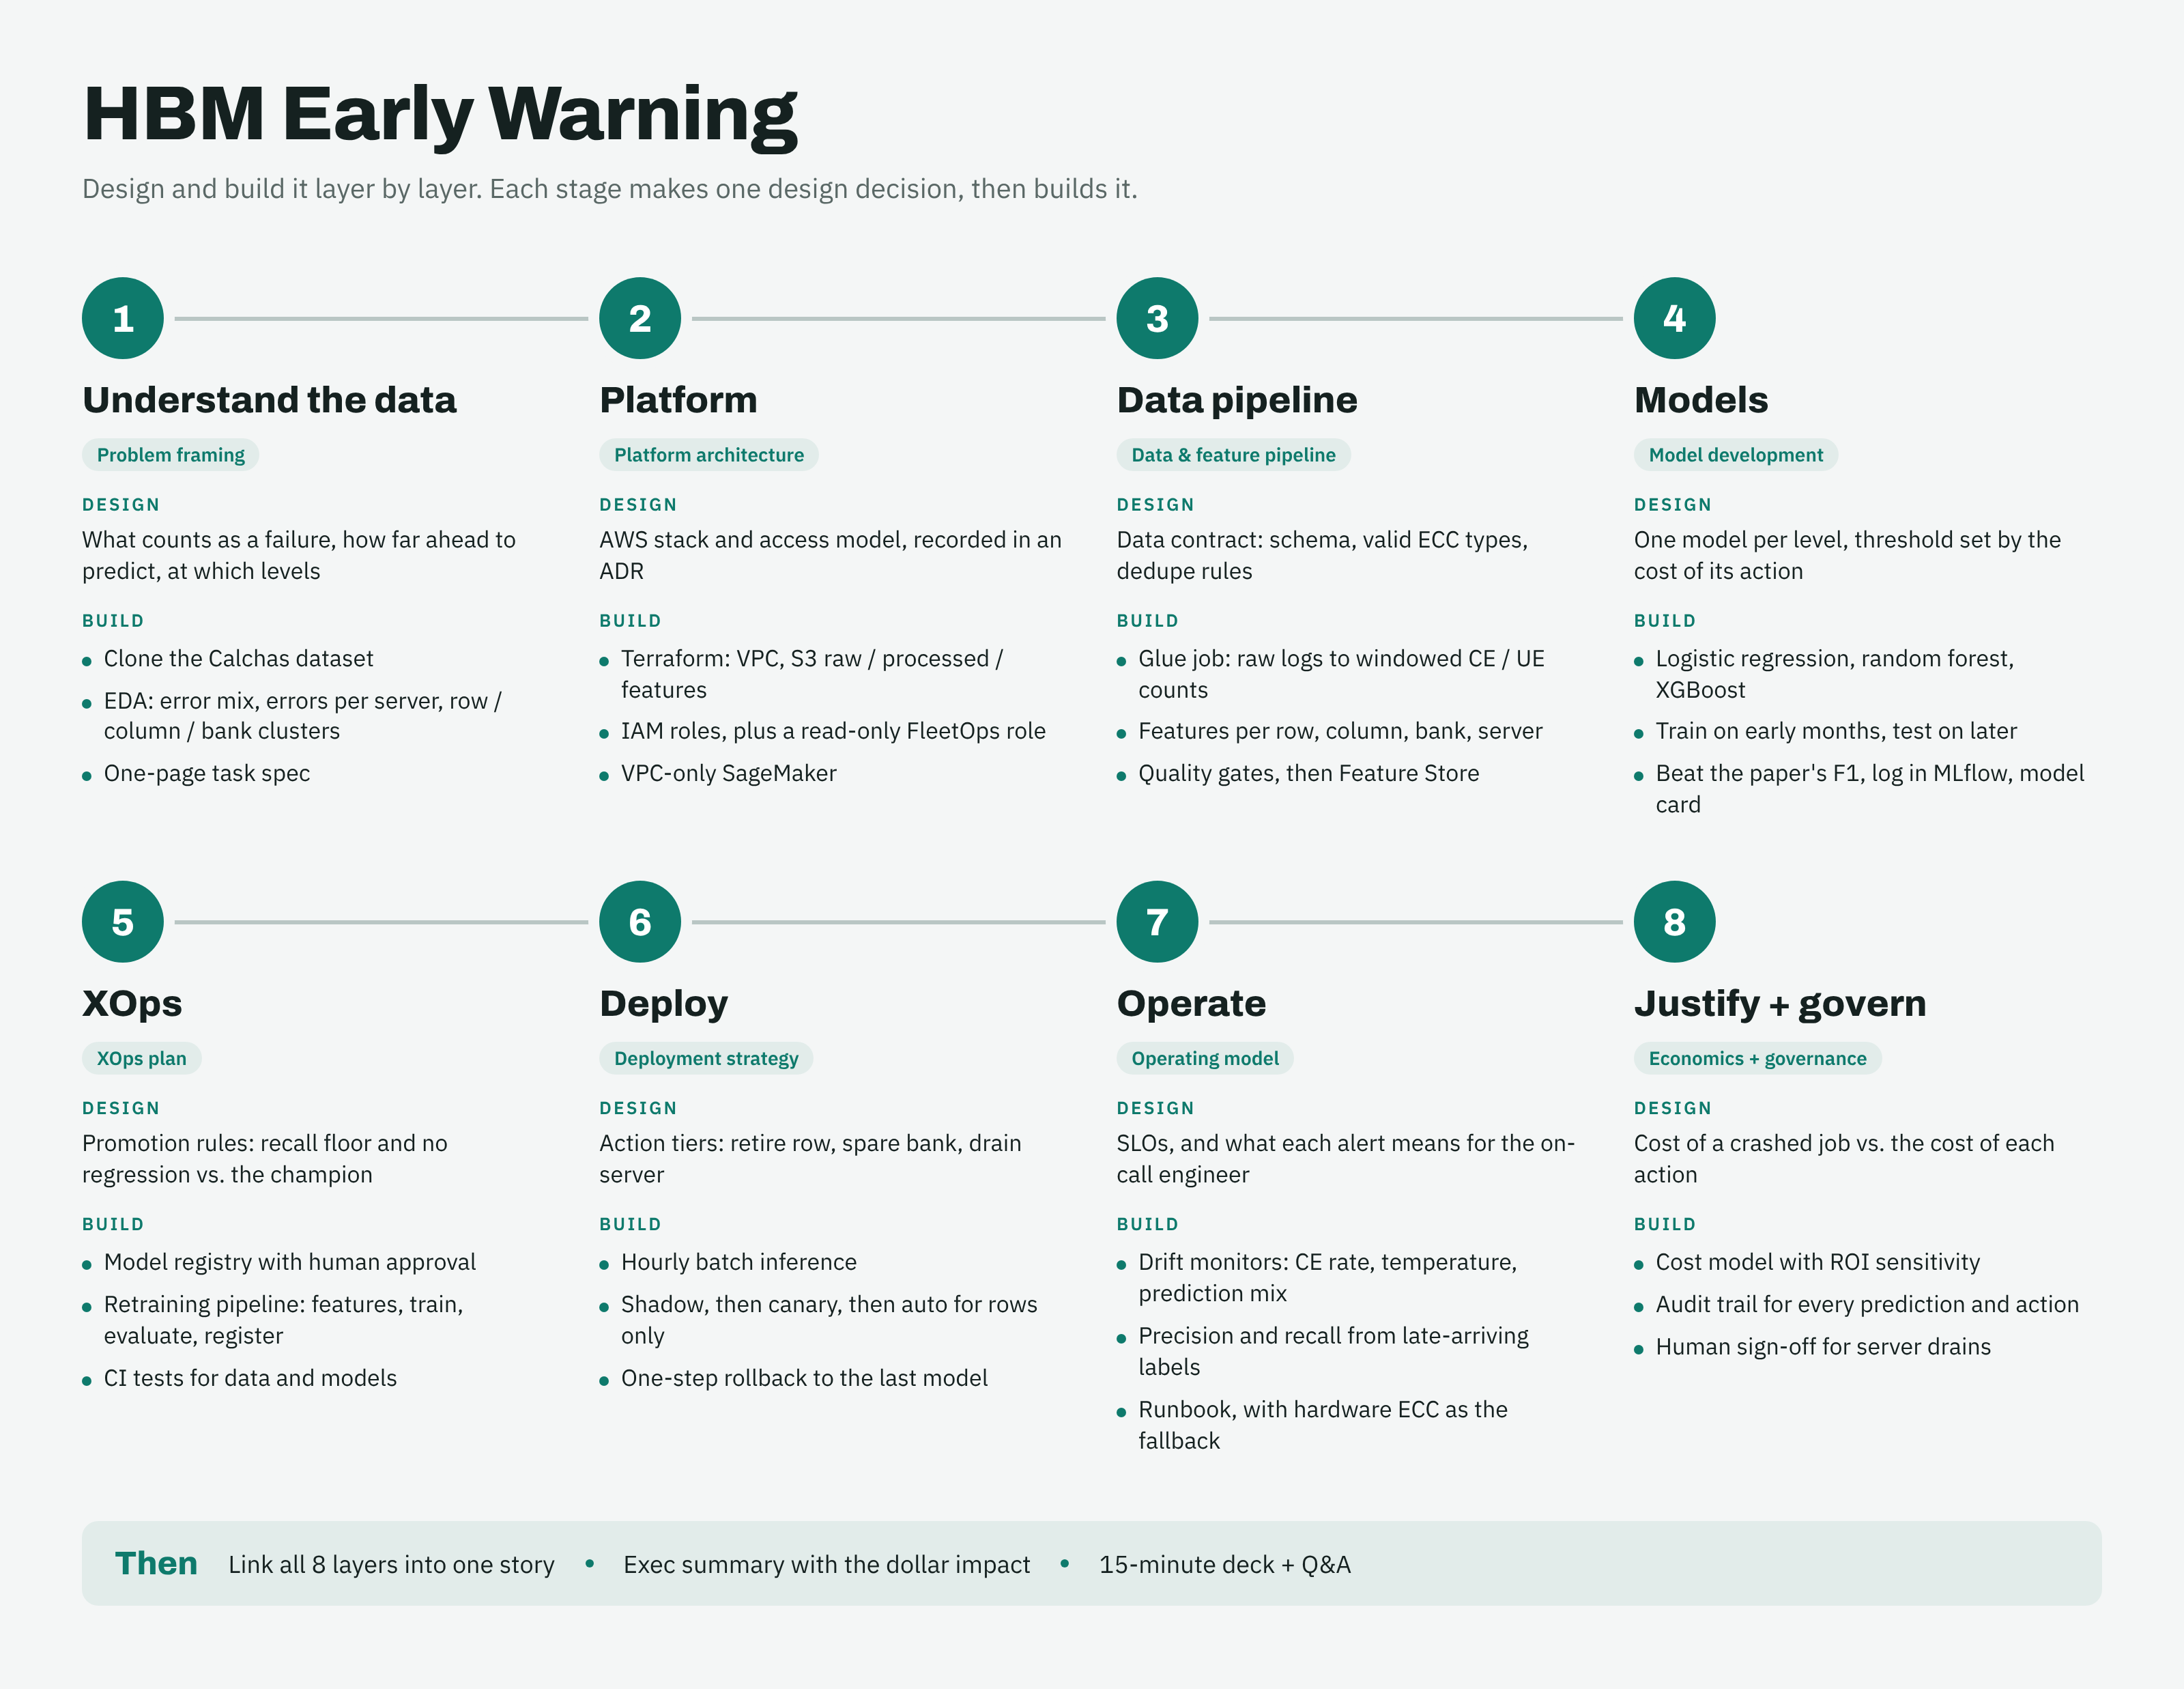 HBM Early Warning
Design and build it layer by layer. Each stage makes one design decision, then builds it.
1
Understand the data
Problem framing
DESIGN
What counts as a failure, how far ahead to
predict, at which levels
BUILD
Clone the Calchas dataset
EDA: error mix, errors per server, row /
column / bank clusters
One-page task spec
2
Platform
Platform architecture
DESIGN
AWS stack and access model, recorded in an
ADR
BUILD
Terraform: VPC, S3 raw / processed /
features
IAM roles, plus a read-only FleetOps role
VPC-only SageMaker
3
Data pipeline
Data & feature pipeline
DESIGN
Data contract: schema, valid ECC types,
dedupe rules
BUILD
Glue job: raw logs to windowed CE / UE
counts
Features per row, column, bank, server
Quality gates, then Feature Store
4
Models
Model development
DESIGN
One model per level, threshold set by the
cost of its action
BUILD
Logistic regression, random forest,
XGBoost
Train on early months, test on later
Beat the paper's F1, log in MLflow, model
card
5
XOps
XOps plan
DESIGN
Promotion rules: recall floor and no
regression vs. the champion
BUILD
Model registry with human approval
Retraining pipeline: features, train,
evaluate, register
CI tests for data and models
6
Deploy
Deployment strategy
DESIGN
Action tiers: retire row, spare bank, drain
server
BUILD
Hourly batch inference
Shadow, then canary, then auto for rows
only
One-step rollback to the last model
7
Operate
Operating model
DESIGN
SLOs, and what each alert means for the on-
call engineer
BUILD
Drift monitors: CE rate, temperature,
prediction mix
Precision and recall from late-arriving
labels
Runbook, with hardware ECC as the
fallback
8
Justify + govern
Economics + governance
DESIGN
Cost of a crashed job vs. the cost of each
action
BUILD
Cost model with ROI sensitivity
Audit trail for every prediction and action
Human sign-off for server drains
Then Link all 8 layers into one story • Exec summary with the dollar impact • 15-minute deck + Q&A